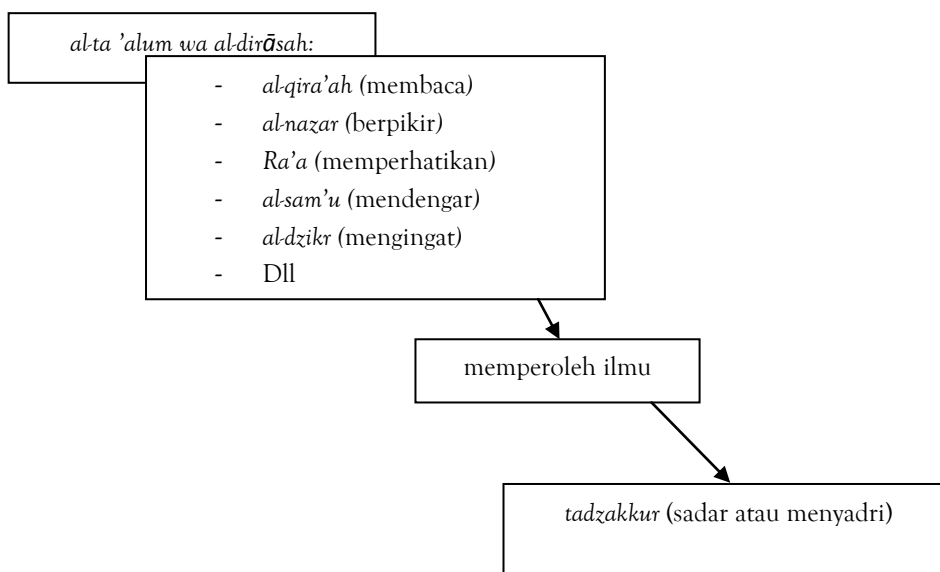 al-ta 'alum wa al-dirāsah:
- al-qira'ah (membaca)
- al-nazar (berpikir)
- Ra'a (memperhatikan)
- al-sam'u (mendengar)
- al-dzikr (mengingat)
- Dll
memperoleh ilmu
tadzakkur (sadar atau menyadri)